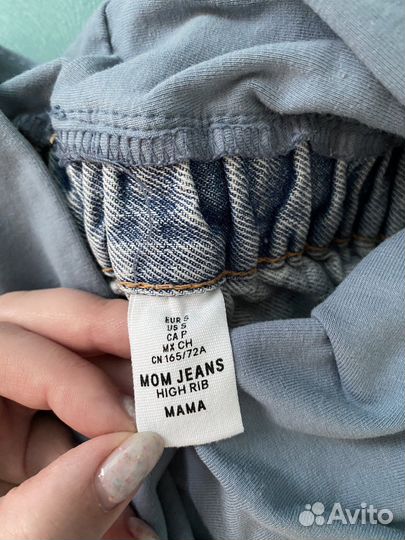 EUR S
US S
CA P
MX CH
CN 165/72A
MOM JEANS
HIGH RIB
MAMA
Avito